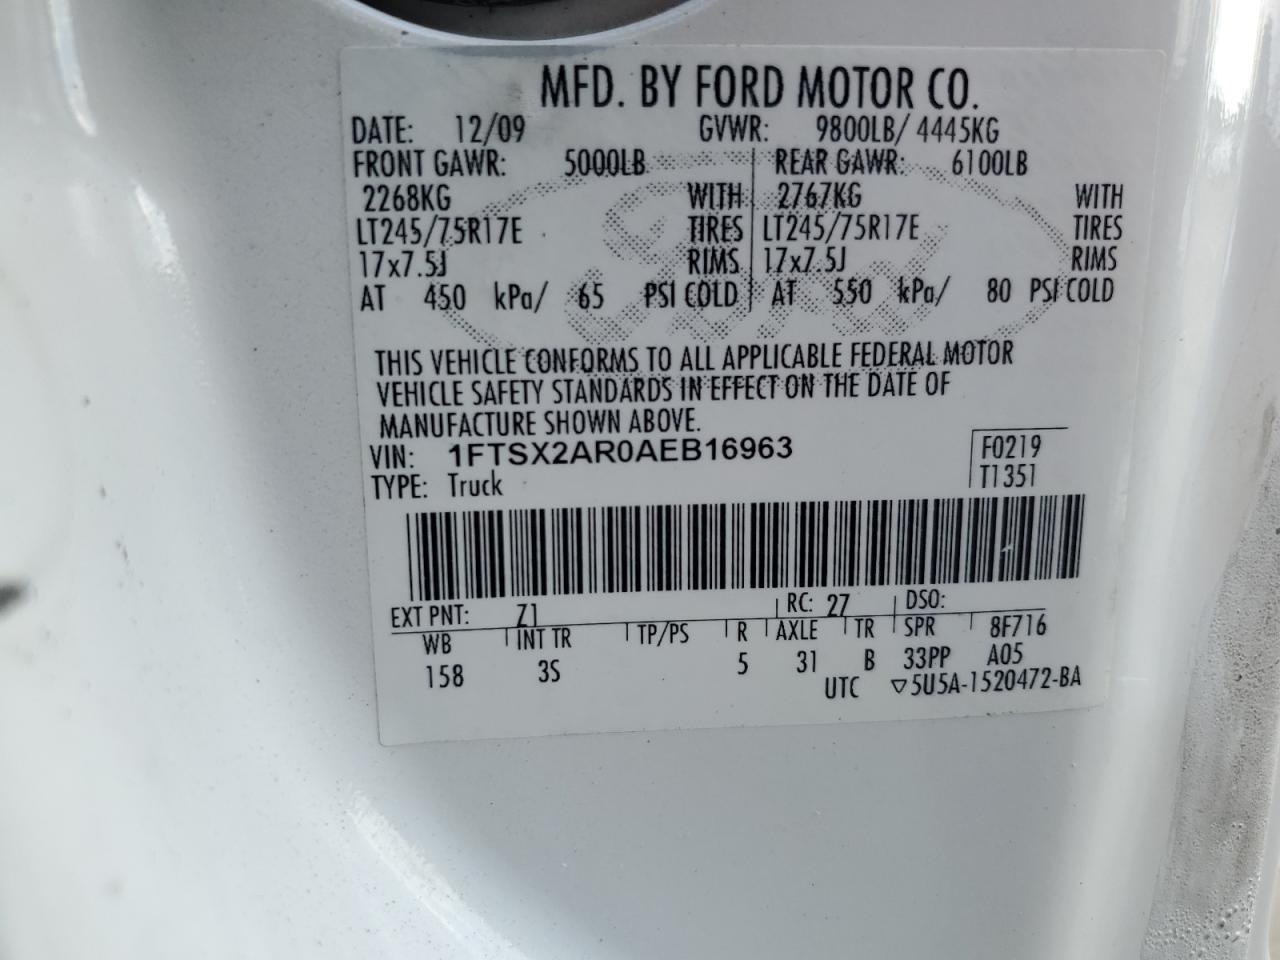 MFD. BY FORD MOTOR CO.
DATE: 12/09 GVWR: 9800LB/ 4445KG
FRONT GAWR: 5000LB REAR GAWR: 6100LB
2268KG WITH 2767KG WITH
LT245/75R17E TIRES LT245/75R17E TIRES
17x7.5J RIMS 17x7.5J RIMS
AT 450 kPa/ 65 PSI COLD AT 550 kPa/ 80 PSI COLD
Ford
THIS VEHICLE CONFORMS TO ALL APPLICABLE FEDERAL MOTOR
VEHICLE SAFETY STANDARDS IN EFFECT ON THE DATE OF
MANUFACTURE SHOWN ABOVE.
VIN: 1FTSX2AR0AEB16963 F0219
TYPE: Truck T1351
EXT PNT: Z1 RC: 27 DSO:
WB INT TR TP/PS R AXLE TR SPR 8F716
158 3S 5 31 B 33PP A05
UTC ▽5U5A-1520472-BA